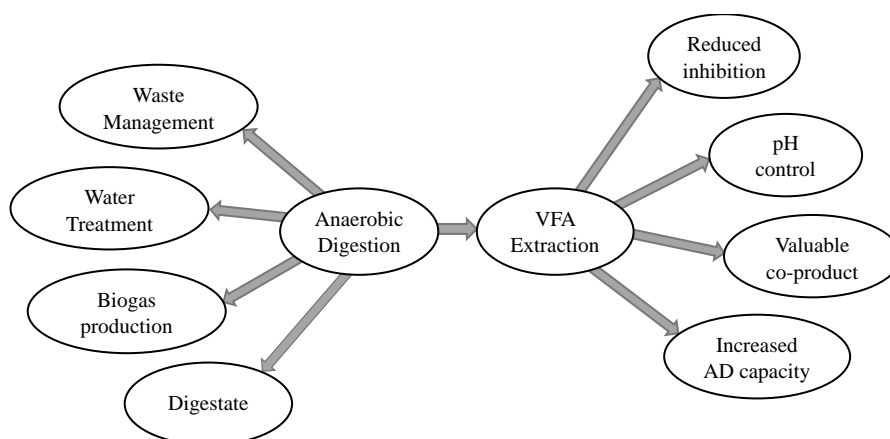 Waste
Management
Water
Treatment
Biogas
production
Digestate
Anaerobic
Digestion
VFA
Extraction
Reduced
inhibition
pH
control
Valuable
co-product
Increased
AD capacity